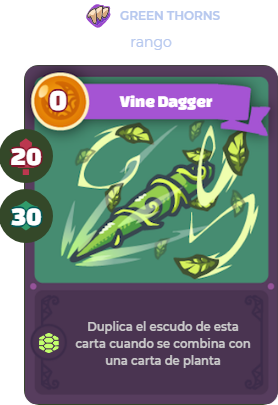 GREEN THORNS
rango
0
Vine Dagger
20
30
Duplica el escudo de esta
carta cuando se combina con
una carta de planta